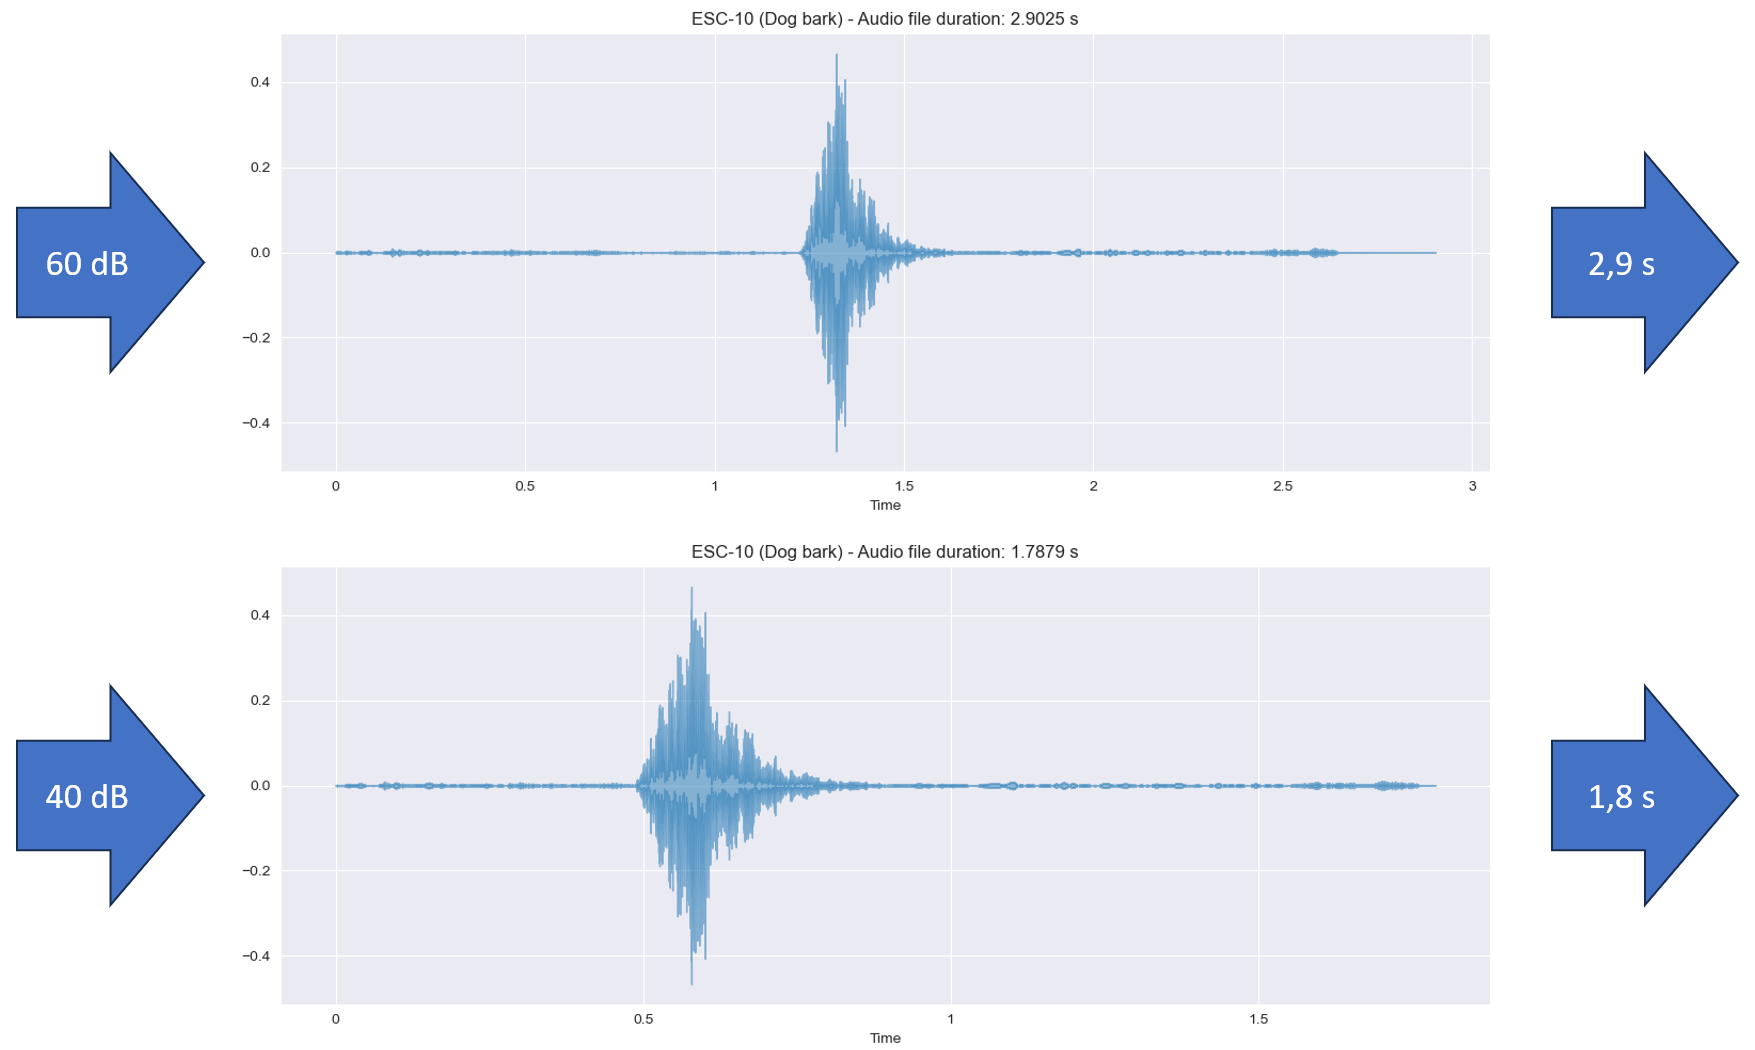 ESC-10 (Dog bark) - Audio file duration: 2.9025 s
0.4
0.2
0.0
−0.2
−0.4
0 0.5 1 1.5 2 2.5 3
Time
60 dB
2,9 s
ESC-10 (Dog bark) - Audio file duration: 1.7879 s
0.4
0.2
0.0
−0.2
−0.4
0 0.5 1 1.5
Time
40 dB
1,8 s